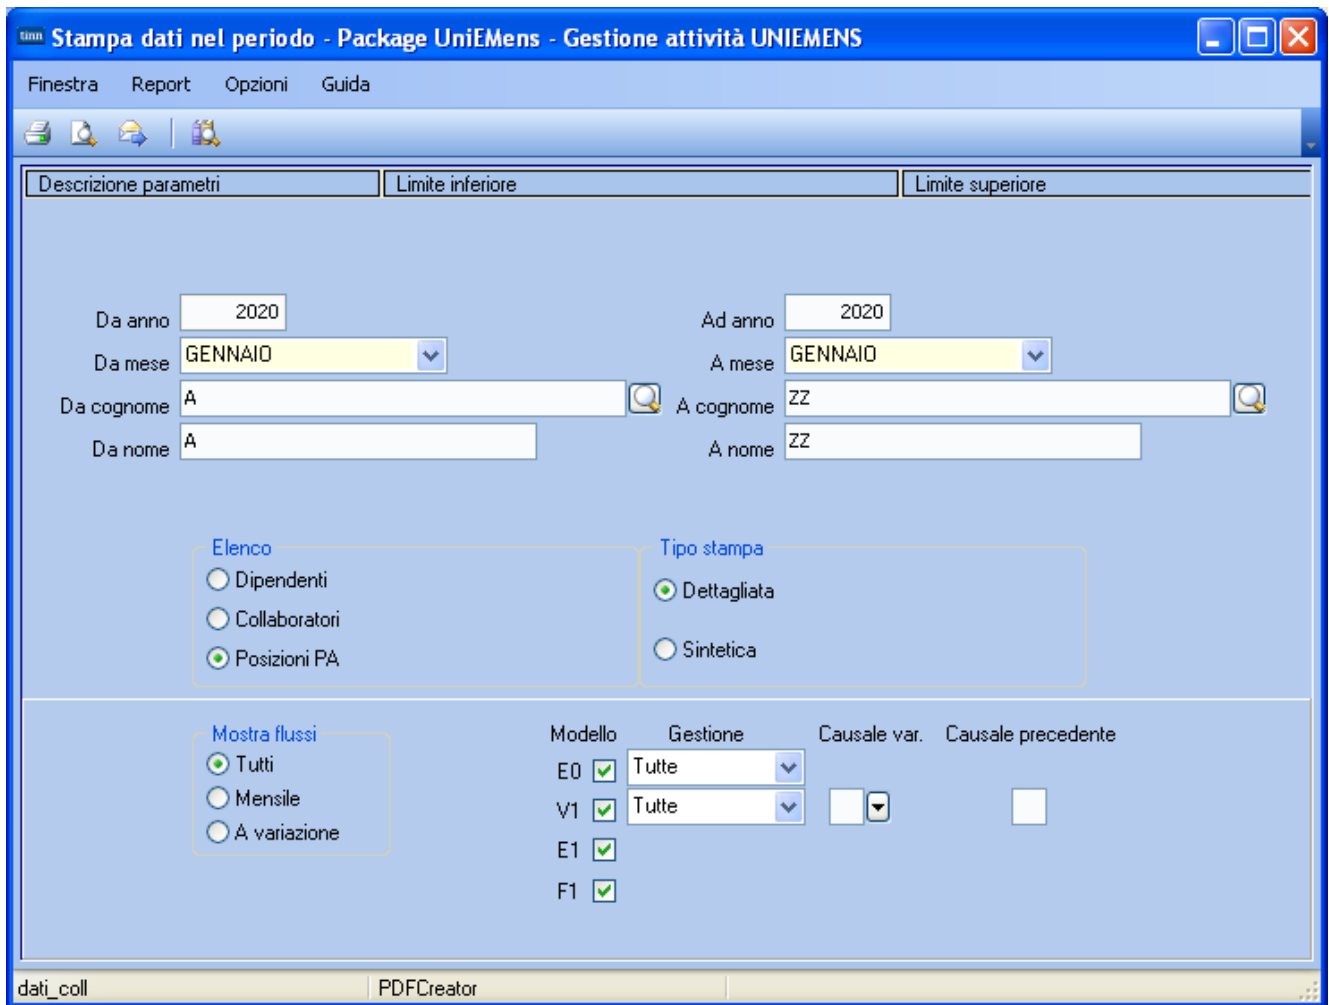 tinn Stampa dati nel periodo - Package UniEMens - Gestione attività UNIEMENS
Finestra Report Opzioni Guida
Descrizione parametri Limite inferiore Limite superiore
Da anno 2020 Ad anno 2020
Da mese GENNAIO A mese GENNAIO
Da cognome A A cognome ZZ
Da nome A A nome ZZ
Elenco Tipo stampa
Dipendenti Dettagliata
Collaboratori
Posizioni PA Sintetica
Mostra flussi Modello Gestione Causale var. Causale precedente
Tutti E0 Tutte
Mensile V1 Tutte
A variazione E1
F1
dati_coll PDFCreator